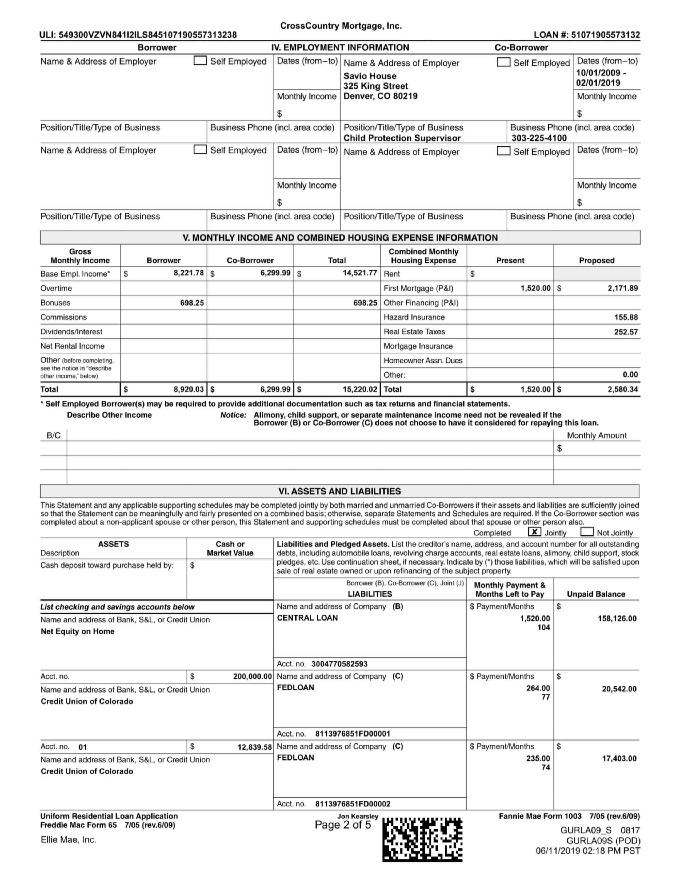 CrossCountry Mortgage, Inc.
ULI: 549300VZVN841I2ILS84510719055731​3238 LOAN #: 51071905573132
Borrower IV. EMPLOYMENT INFORMATION Co-Borrower
Name & Address of Employer Self Employed Dates (from–to) Name & Address of Employer Self Employed Dates (from–to)
Savio House 10/01/2009 -
325 King Street 02/01/2019
Monthly Income Denver, CO 80219 Monthly Income
$ $
Position/Title/Type of Business Business Phone (incl. area code) Position/Title/Type of Business Business Phone (incl. area code)
Child Protection Supervisor 303-225-4100
Name & Address of Employer Self Employed Dates (from–to) Name & Address of Employer Self Employed Dates (from–to)
Monthly Income Monthly Income
$ $
Position/Title/Type of Business Business Phone (incl. area code) Position/Title/Type of Business Business Phone (incl. area code)
V. MONTHLY INCOME AND COMBINED HOUSING EXPENSE INFORMATION
Gross Monthly Income Borrower Co-Borrower Total Combined Monthly Housing Expense Present Proposed
Base Empl. Income* $ 8,221.78 $ 6,299.99 $ 14,521.77 Rent $
Overtime First Mortgage (P&I) 1,520.00 $ 2,171.89
Bonuses 698.25 698.25 Other Financing (P&I)
Commissions Hazard Insurance 155.88
Dividends/Interest Real Estate Taxes 252.57
Net Rental Income Mortgage Insurance
Other (before completing, Homeowner Assn. Dues
see the notice in "describe
other income," below) Other: 0.00
Total $ 8,920.03 $ 6,299.99 $ 15,220.02 Total $ 1,520.00 $ 2,580.34
* Self Employed Borrower(s) may be required to provide additional documentation such as tax returns and financial statements.
Describe Other Income Notice: Alimony, child support, or separate maintenance income need not be revealed if the
Borrower (B) or Co-Borrower (C) does not choose to have it considered for repaying this loan.
B/C Monthly Amount
$
VI. ASSETS AND LIABILITIES
This Statement and any applicable supporting schedules may be completed jointly by both married and unmarried Co-Borrowers if their assets and liabilities are sufficiently joined
so that the Statement can be meaningfully and fairly presented on a combined basis; otherwise, separate Statements and Schedules are required. If the Co-Borrower section was
completed about a non-applicant spouse or other person, this Statement and supporting schedules must be completed about that spouse or other person also.
Completed X Jointly Not Jointly
ASSETS Cash or Market Value
Description
Cash deposit toward purchase held by: $
Liabilities and Pledged Assets. List the creditor's name, address, and account number for all outstanding
debts, including automobile loans, revolving charge accounts, real estate loans, alimony, child support, stock
pledges, etc. Use continuation sheet, if necessary. Indicate by (*) those liabilities, which will be satisfied upon
sale of real estate owned or upon refinancing of the subject property.
Borrower (B), Co-Borrower (C), Joint (J)
LIABILITIES Monthly Payment & Months Left to Pay Unpaid Balance
List checking and savings accounts below Name and address of Company (B) $ Payment/Months $
Name and address of Bank, S&L, or Credit Union CENTRAL LOAN 1,520.00 158,126.00
Net Equity on Home 104
Acct. no. 3004770582593
Acct. no. $ 200,000.00 Name and address of Company (C) $ Payment/Months $
Name and address of Bank, S&L, or Credit Union FEDLOAN 264.00 20,542.00
Credit Union of Colorado 77
Acct. no. 8113976851FD00001
Acct. no. 01 $ 12,839.58 Name and address of Company (C) $ Payment/Months $
Name and address of Bank, S&L, or Credit Union FEDLOAN 235.00 17,403.00
Credit Union of Colorado 74
Acct. no. 8113976851FD00002
Uniform Residential Loan Application Jon Kearsley Fannie Mae Form 1003 7/05 (rev.6/09)
Freddie Mac Form 65 7/05 (rev.6/09) Page 2 of 5
GURLA09_S 0817
Ellie Mae, Inc. GURLA09S (POD)
06/11/2019 02:18 PM PST